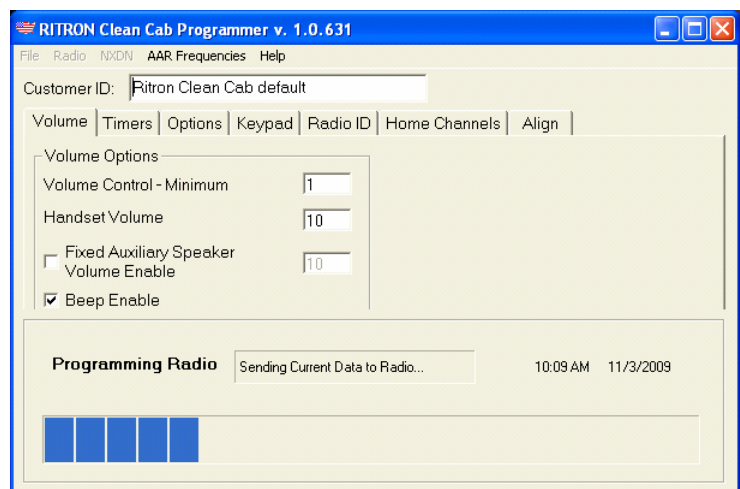 RITRON Clean Cab Programmer v. 1.0.631
File Radio NXDN AAR Frequencies Help
Customer ID: Ritron Clean Cab default
Volume Timers Options Keypad Radio ID Home Channels Align
Volume Options
Volume Control - Minimum 1
Handset Volume 10
Fixed Auxiliary Speaker
Volume Enable 10
Beep Enable
Programming Radio Sending Current Data to Radio... 10:09 AM 11/3/2009